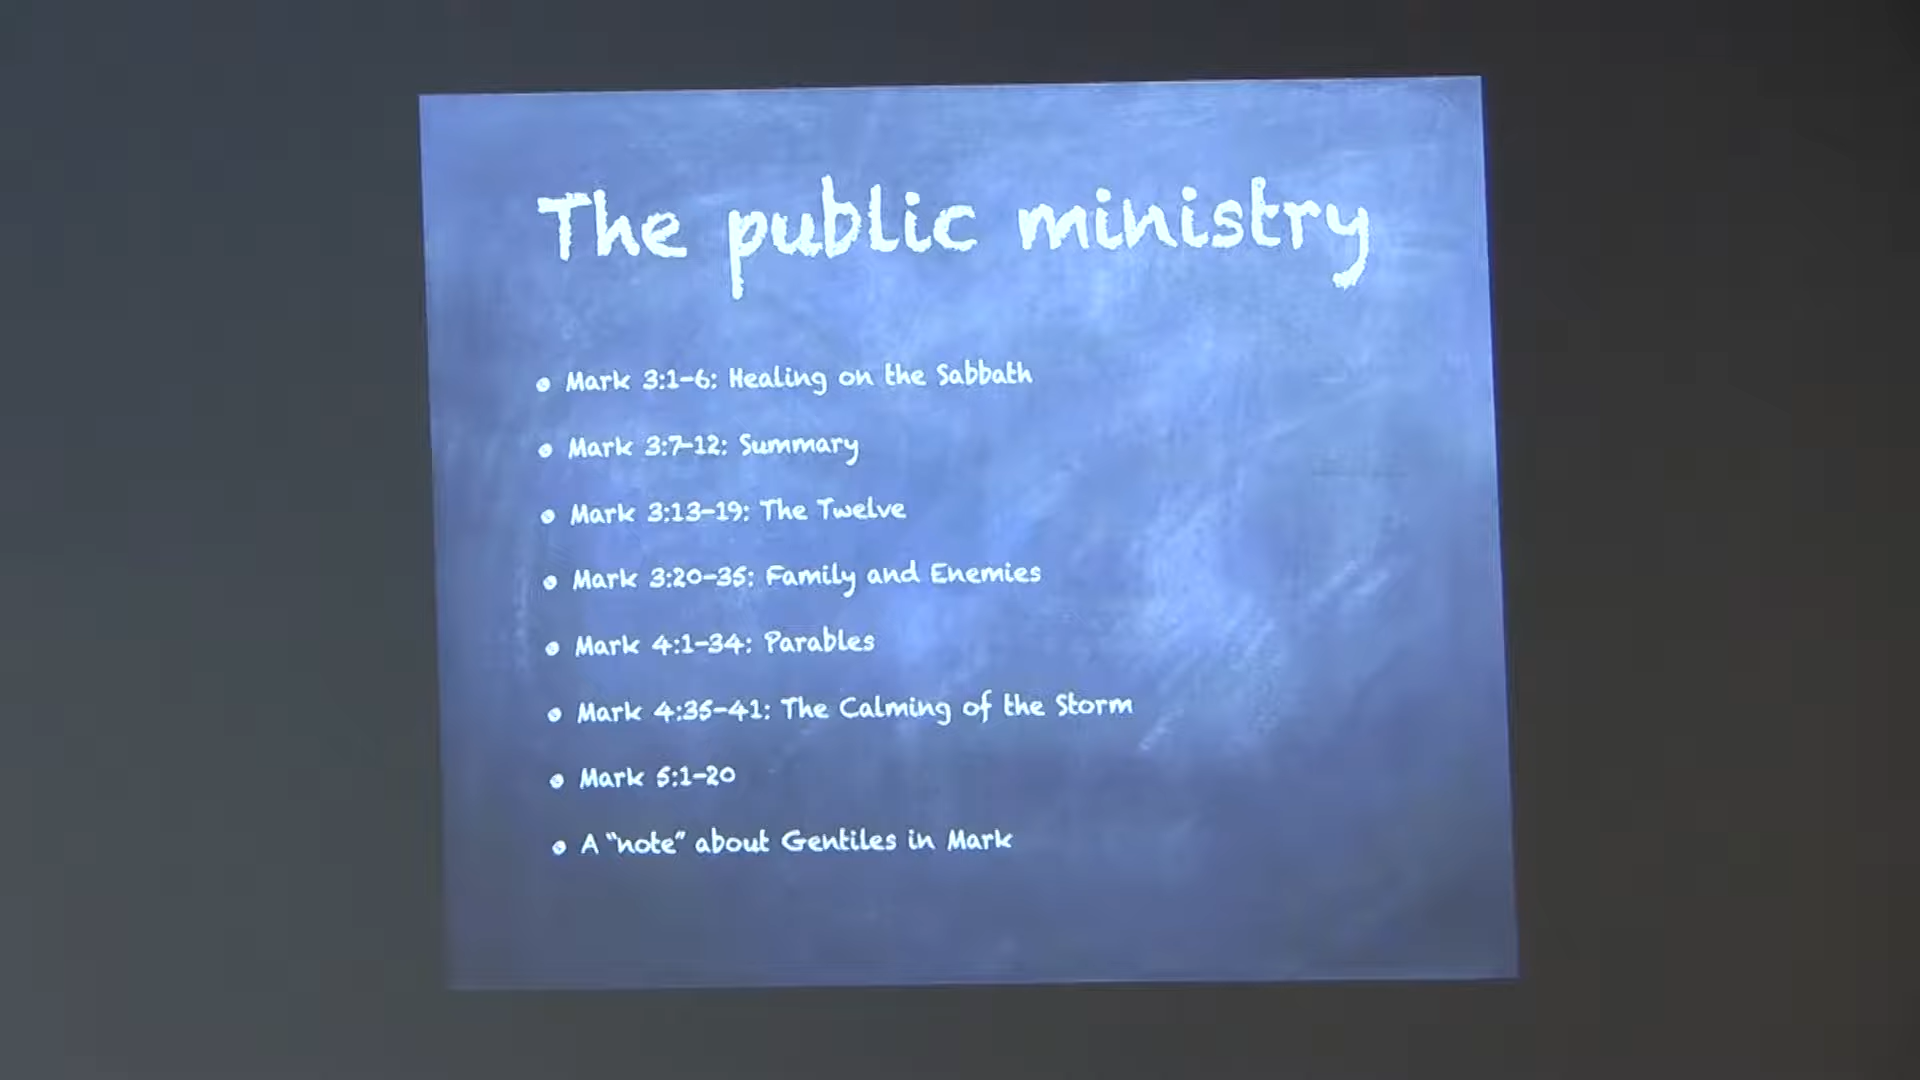 The public ministry
• Mark 3:1-6: Healing on the Sabbath
• Mark 3:7-12: Summary
• Mark 3:13-19: The Twelve
• Mark 3:20-35: Family and Enemies
• Mark 4:1-34: Parables
• Mark 4:35-41: The Calming of the Storm
• Mark 5:1-20
• A "note" about Gentiles in Mark